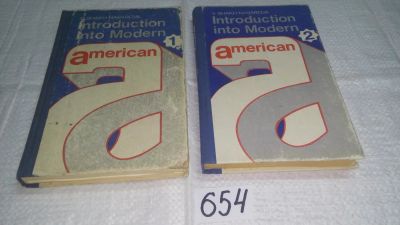 Introduction
into Modern
1
american
a
Introduction
into Modern
2
american
a
654